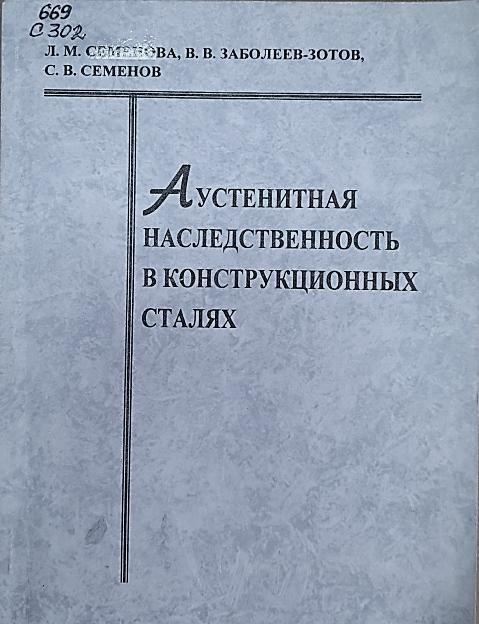 669
С 302
Л. М. СЕМЕНОВА, В. В. ЗАБОЛЕЕВ-ЗОТОВ,
С. В. СЕМЕНОВ
АУСТЕНИТНАЯ
НАСЛЕДСТВЕННОСТЬ
В КОНСТРУКЦИОННЫХ
СТАЛЯХ